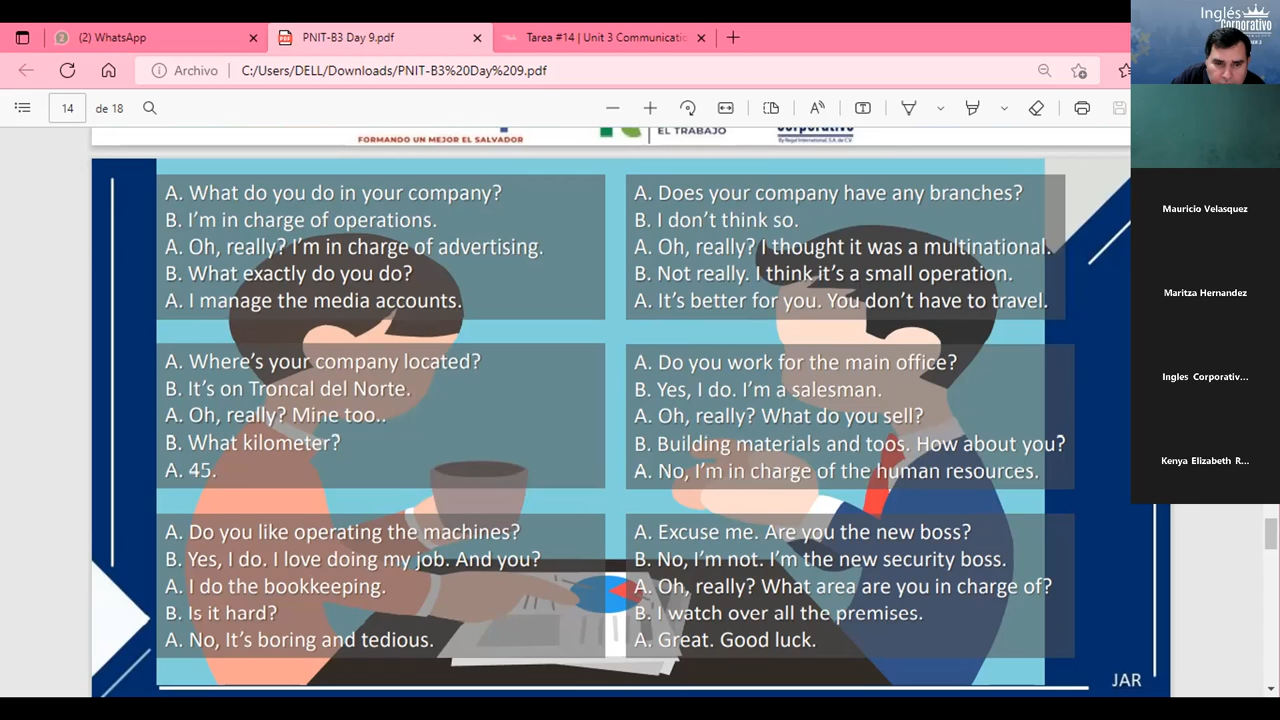 (2) WhatsApp
PNIT-B3 Day 9.pdf
Tarea #14 | Unit 3 Communicatio
Archivo
C:/Users/DELL/Downloads/PNIT-B3%20Day%209.pdf
14
de 18
FORMANDO UN MEJOR EL SALVADOR
EL TRABAJO
A. What do you do in your company?
B. I'm in charge of operations.
A. Oh, really? I'm in charge of advertising.
B. What exactly do you do?
A. I manage the media accounts.
A. Does your company have any branches?
B. I don't think so.
A. Oh, really? I thought it was a multinational.
B. Not really. I think it's a small operation.
A. It's better for you. You don't have to travel.
A. Where's your company located?
B. It's on Troncal del Norte.
A. Oh, really? Mine too..
B. What kilometer?
A. 45.
A. Do you work for the main office?
B. Yes, I do. I'm a salesman.
A. Oh, really? What do you sell?
B. Building materials and toos. How about you?
A. No, I'm in charge of the human resources.
A. Do you like operating the machines?
B. Yes, I do. I love doing my job. And you?
A. I do the bookkeeping.
B. Is it hard?
A. No, It's boring and tedious.
A. Excuse me. Are you the new boss?
B. No, I'm not. I'm the new security boss.
A. Oh, really? What area are you in charge of?
B. I watch over all the premises.
A. Great. Good luck.
JAR
Inglés
Corporativo
Mauricio Velasquez
Maritza Hernandez
Ingles Corporativ...
Kenya Elizabeth R...